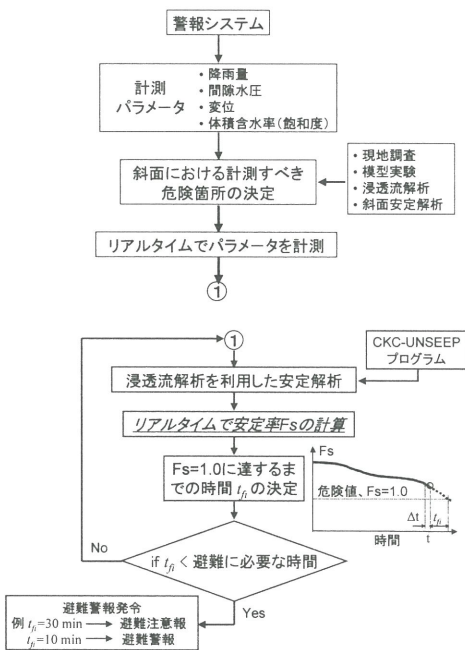 警報システム
計測
パラメータ
・降雨量
・間隙水圧
・変位
・体積含水率(飽和度)
斜面における計測すべき
危険箇所の決定
・現地調査
・模型実験
・浸透流解析
・斜面安定解析
リアルタイムでパラメータを計測
①
①
CKC-UNSEEP
プログラム
浸透流解析を利用した安定解析
リアルタイムで安定率Fsの計算
Fs=1.0に達するま
での時間 tfi の決定
Fs
危険値、Fs=1.0
Δt
tfi
時間
t
No
if tfi < 避難に必要な時間
Yes
避難警報発令
例 tfi=30 min → 避難注意報
tfi=10 min → 避難警報